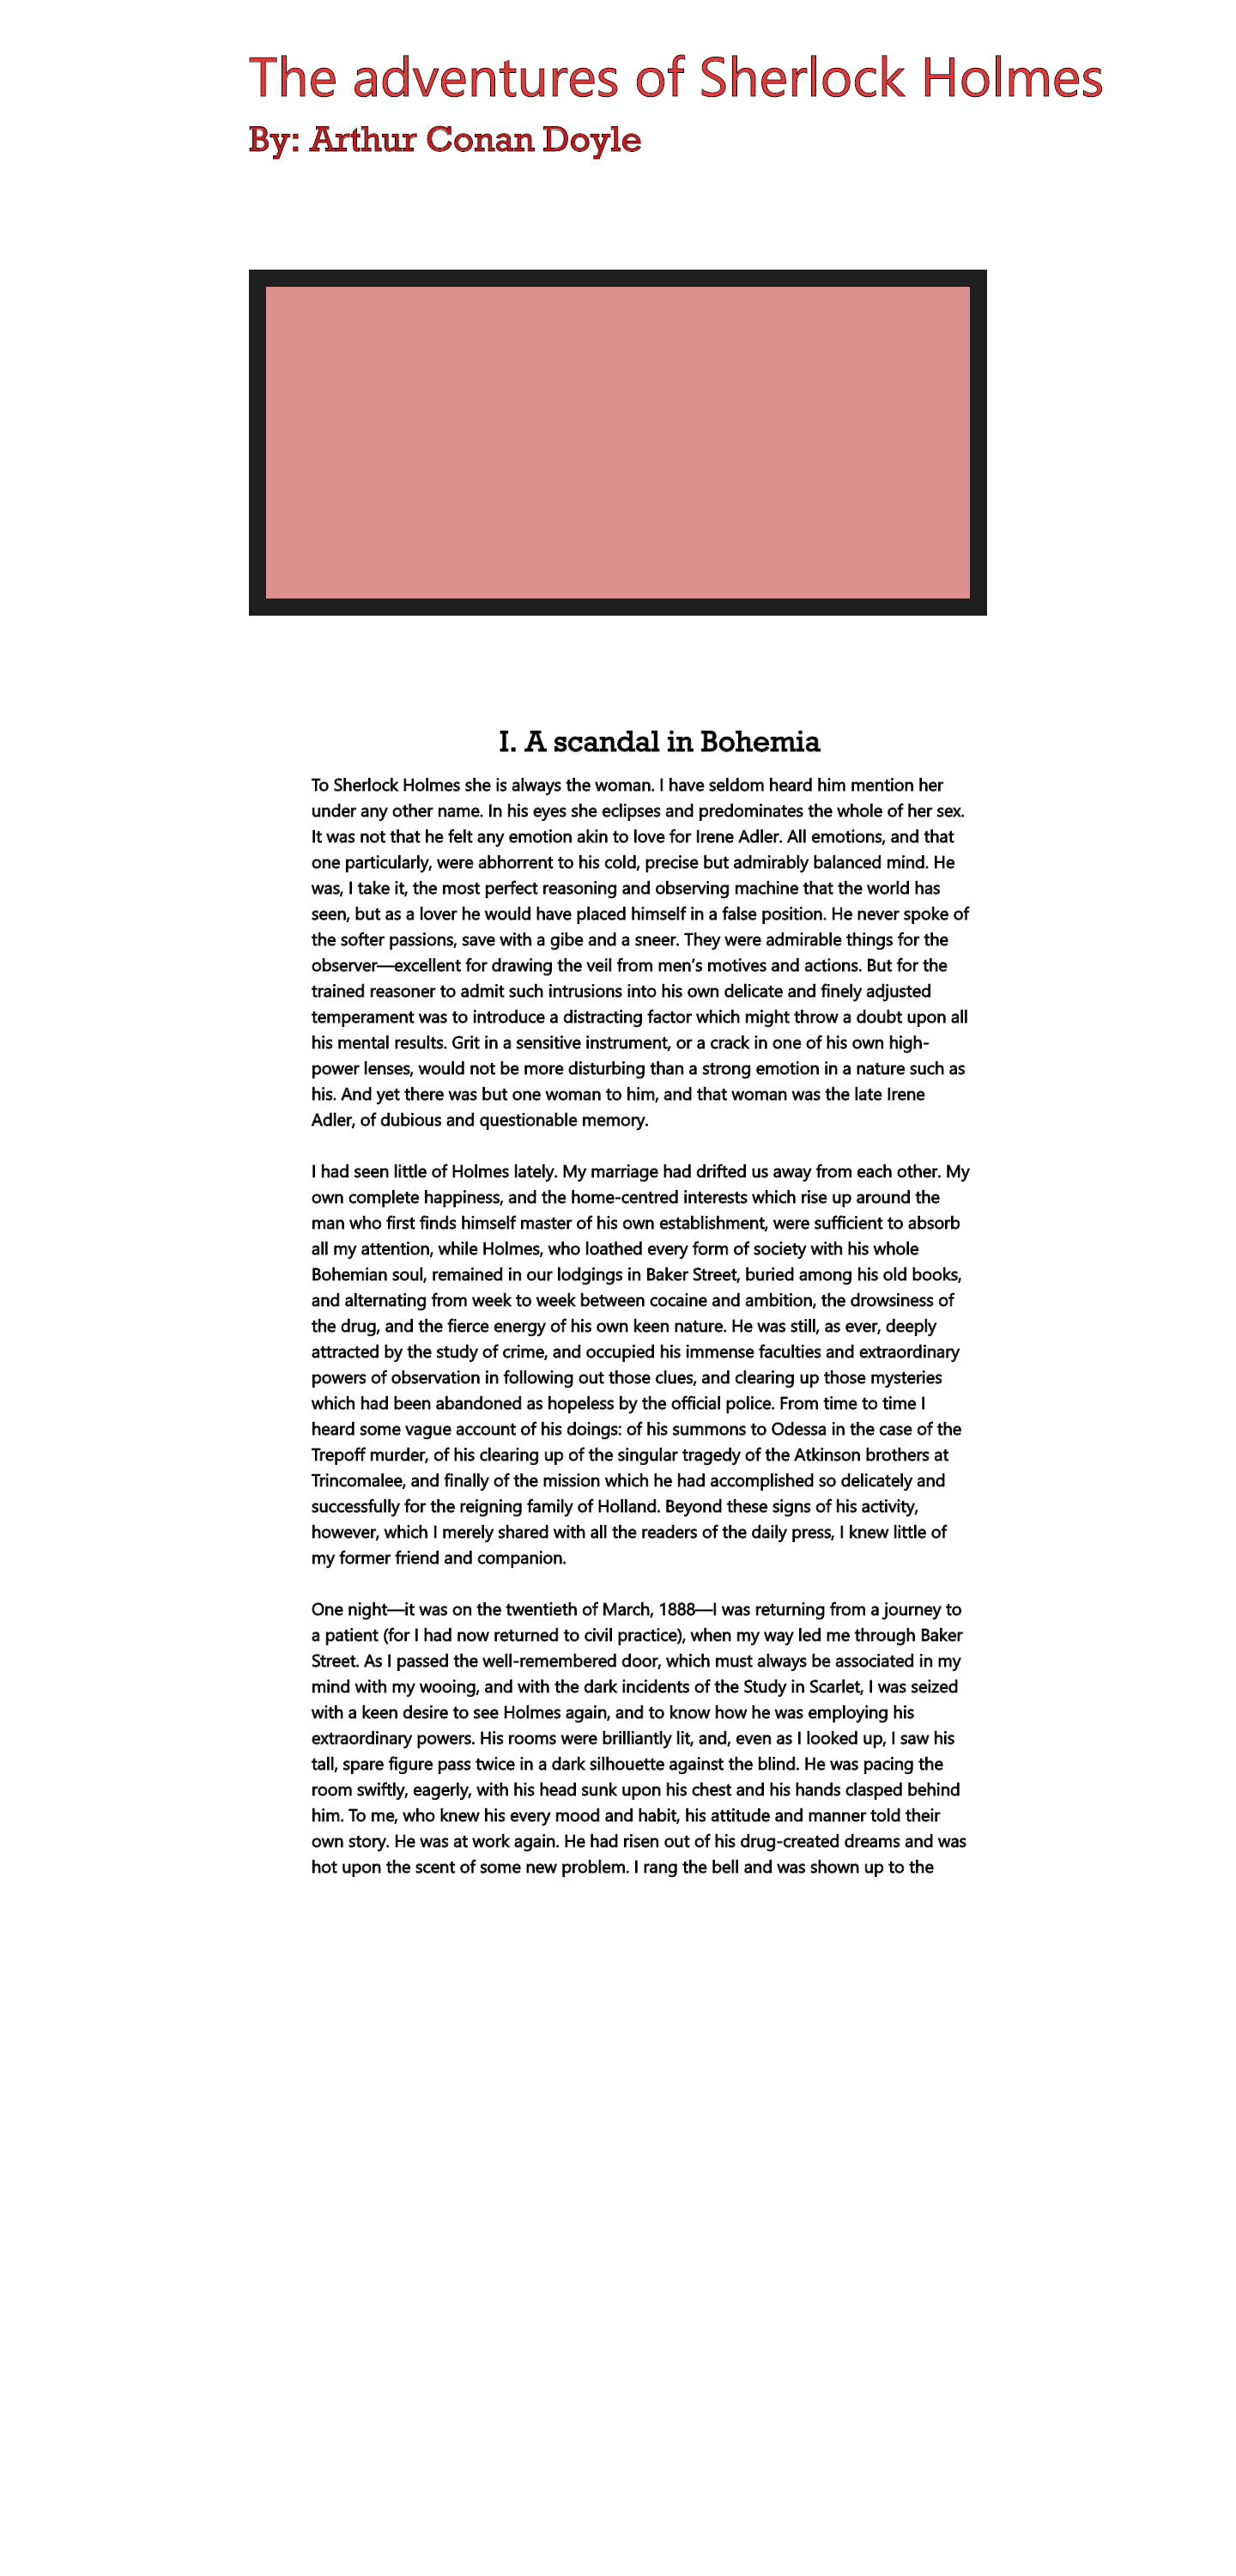 The adventures of Sherlock Holmes
By: Arthur Conan Doyle
I. A scandal in Bohemia
To Sherlock Holmes she is always the woman. I have seldom heard him mention her
under any other name. In his eyes she eclipses and predominates the whole of her sex.
It was not that he felt any emotion akin to love for Irene Adler. All emotions, and that
one particularly, were abhorrent to his cold, precise but admirably balanced mind. He
was, I take it, the most perfect reasoning and observing machine that the world has
seen, but as a lover he would have placed himself in a false position. He never spoke of
the softer passions, save with a gibe and a sneer. They were admirable things for the
observer—excellent for drawing the veil from men’s motives and actions. But for the
trained reasoner to admit such intrusions into his own delicate and finely adjusted
temperament was to introduce a distracting factor which might throw a doubt upon all
his mental results. Grit in a sensitive instrument, or a crack in one of his own high-
power lenses, would not be more disturbing than a strong emotion in a nature such as
his. And yet there was but one woman to him, and that woman was the late Irene
Adler, of dubious and questionable memory.
I had seen little of Holmes lately. My marriage had drifted us away from each other. My
own complete happiness, and the home-centred interests which rise up around the
man who first finds himself master of his own establishment, were sufficient to absorb
all my attention, while Holmes, who loathed every form of society with his whole
Bohemian soul, remained in our lodgings in Baker Street, buried among his old books,
and alternating from week to week between cocaine and ambition, the drowsiness of
the drug, and the fierce energy of his own keen nature. He was still, as ever, deeply
attracted by the study of crime, and occupied his immense faculties and extraordinary
powers of observation in following out those clues, and clearing up those mysteries
which had been abandoned as hopeless by the official police. From time to time I
heard some vague account of his doings: of his summons to Odessa in the case of the
Trepoff murder, of his clearing up of the singular tragedy of the Atkinson brothers at
Trincomalee, and finally of the mission which he had accomplished so delicately and
successfully for the reigning family of Holland. Beyond these signs of his activity,
however, which I merely shared with all the readers of the daily press, I knew little of
my former friend and companion.
One night—it was on the twentieth of March, 1888—I was returning from a journey to
a patient (for I had now returned to civil practice), when my way led me through Baker
Street. As I passed the well-remembered door, which must always be associated in my
mind with my wooing, and with the dark incidents of the Study in Scarlet, I was seized
with a keen desire to see Holmes again, and to know how he was employing his
extraordinary powers. His rooms were brilliantly lit, and, even as I looked up, I saw his
tall, spare figure pass twice in a dark silhouette against the blind. He was pacing the
room swiftly, eagerly, with his head sunk upon his chest and his hands clasped behind
him. To me, who knew his every mood and habit, his attitude and manner told their
own story. He was at work again. He had risen out of his drug-created dreams and was
hot upon the scent of some new problem. I rang the bell and was shown up to the